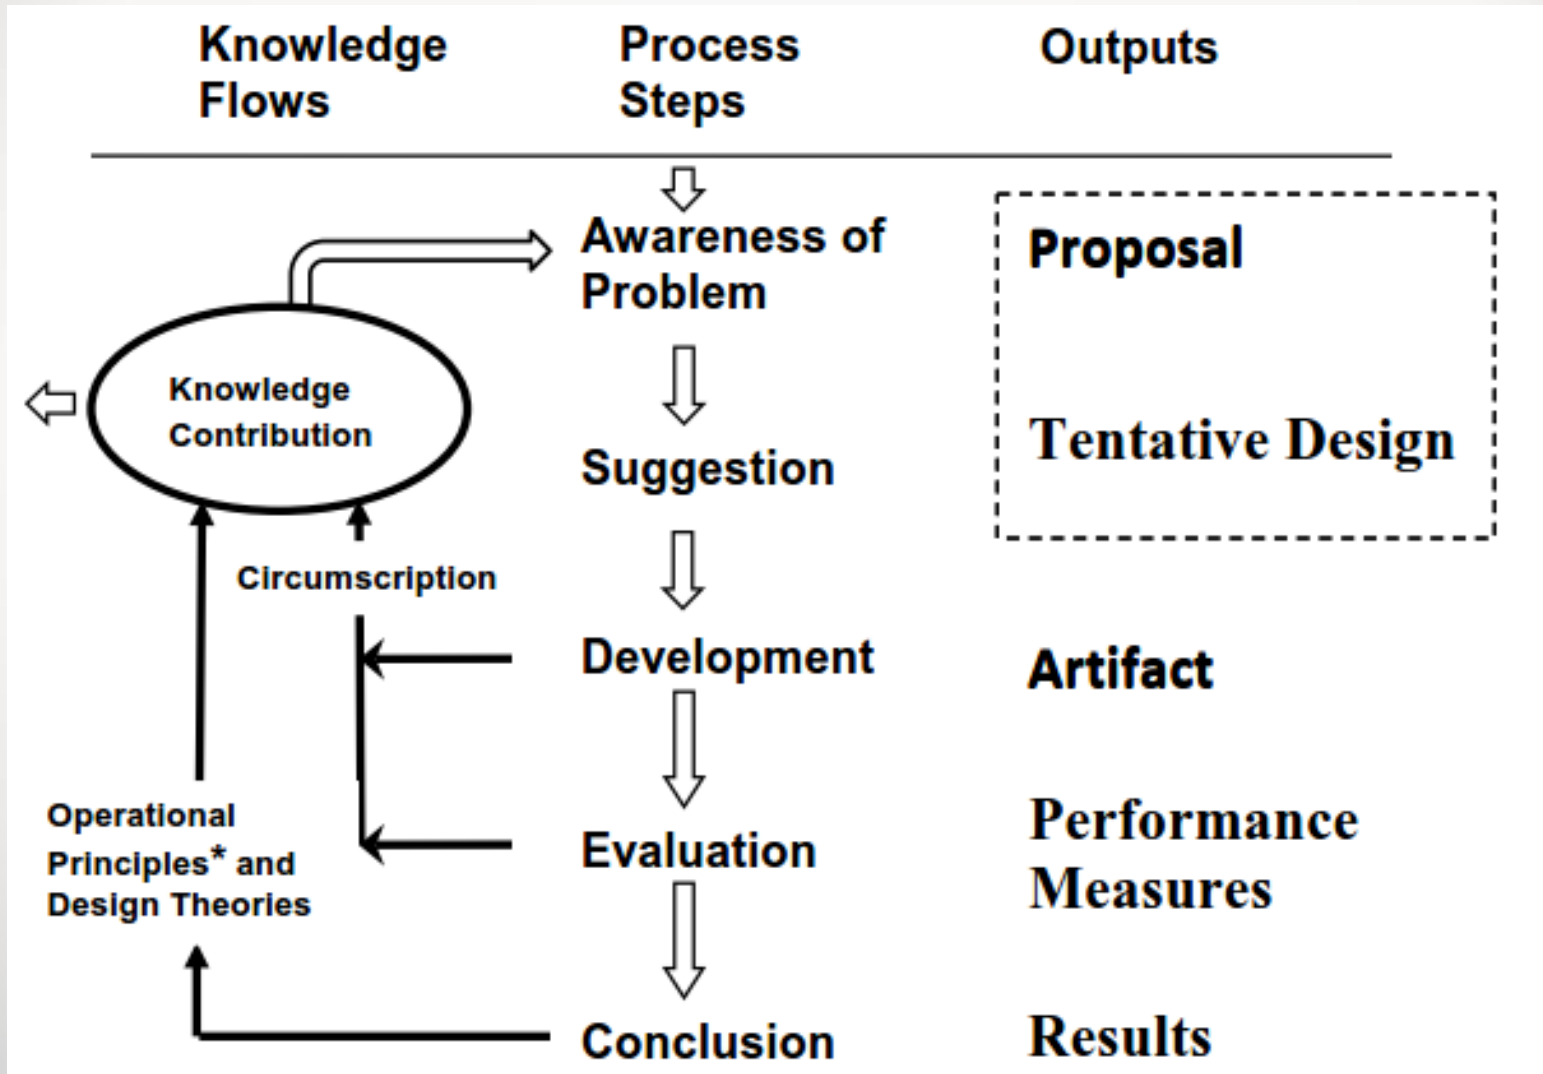 Knowledge
Flows
Process
Steps
Outputs
Awareness of
Problem
Proposal
Knowledge
Contribution
Suggestion
Tentative Design
Circumscription
Development
Artifact
Operational
Principles* and
Design Theories
Evaluation
Performance
Measures
Conclusion
Results